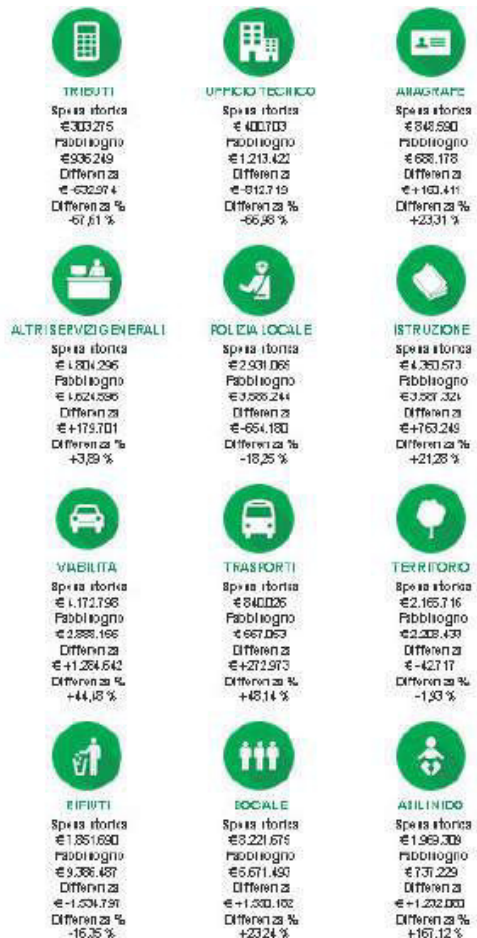 TRIBUTI
Spesa storica
€ 303.275
Fabbisogno
€ 936.249
Differenza
€ -632.974
Differenza %
-67,61 %
UFFICIO TECNICO
Spesa storica
€ 400.703
Fabbisogno
€ 1.213.422
Differenza
€ -812.719
Differenza %
-66,98 %
ANAGRAFE
Spesa storica
€ 848.590
Fabbisogno
€ 688.178
Differenza
€ +160.411
Differenza %
+23,31 %
ALTRI SERVIZI GENERALI
Spesa storica
€ 4.804.296
Fabbisogno
€ 4.624.596
Differenza
€ +179.701
Differenza %
+3,89 %
POLIZIA LOCALE
Spesa storica
€ 2.931.065
Fabbisogno
€ 3.585.244
Differenza
€ -654.180
Differenza %
-18,25 %
ISTRUZIONE
Spesa storica
€ 4.350.573
Fabbisogno
€ 3.587.324
Differenza
€ +763.249
Differenza %
+21,28 %
VIABILITÀ
Spesa storica
€ 4.172.798
Fabbisogno
€ 2.888.156
Differenza
€ +1.284.642
Differenza %
+44,48 %
TRASPORTI
Spesa storica
€ 840.026
Fabbisogno
€ 567.053
Differenza
€ +272.973
Differenza %
+48,14 %
TERRITORIO
Spesa storica
€ 2.165.716
Fabbisogno
€ 2.208.433
Differenza
€ -42.717
Differenza %
-1,93 %
RIFIUTI
Spesa storica
€ 7.851.690
Fabbisogno
€ 9.386.487
Differenza
€ -1.534.797
Differenza %
-16,35 %
SOCIALE
Spesa storica
€ 8.221.675
Fabbisogno
€ 6.671.493
Differenza
€ +1.550.182
Differenza %
+23,24 %
ASILI NIDO
Spesa storica
€ 1.969.309
Fabbisogno
€ 737.229
Differenza
€ +1.232.080
Differenza %
+167,12 %